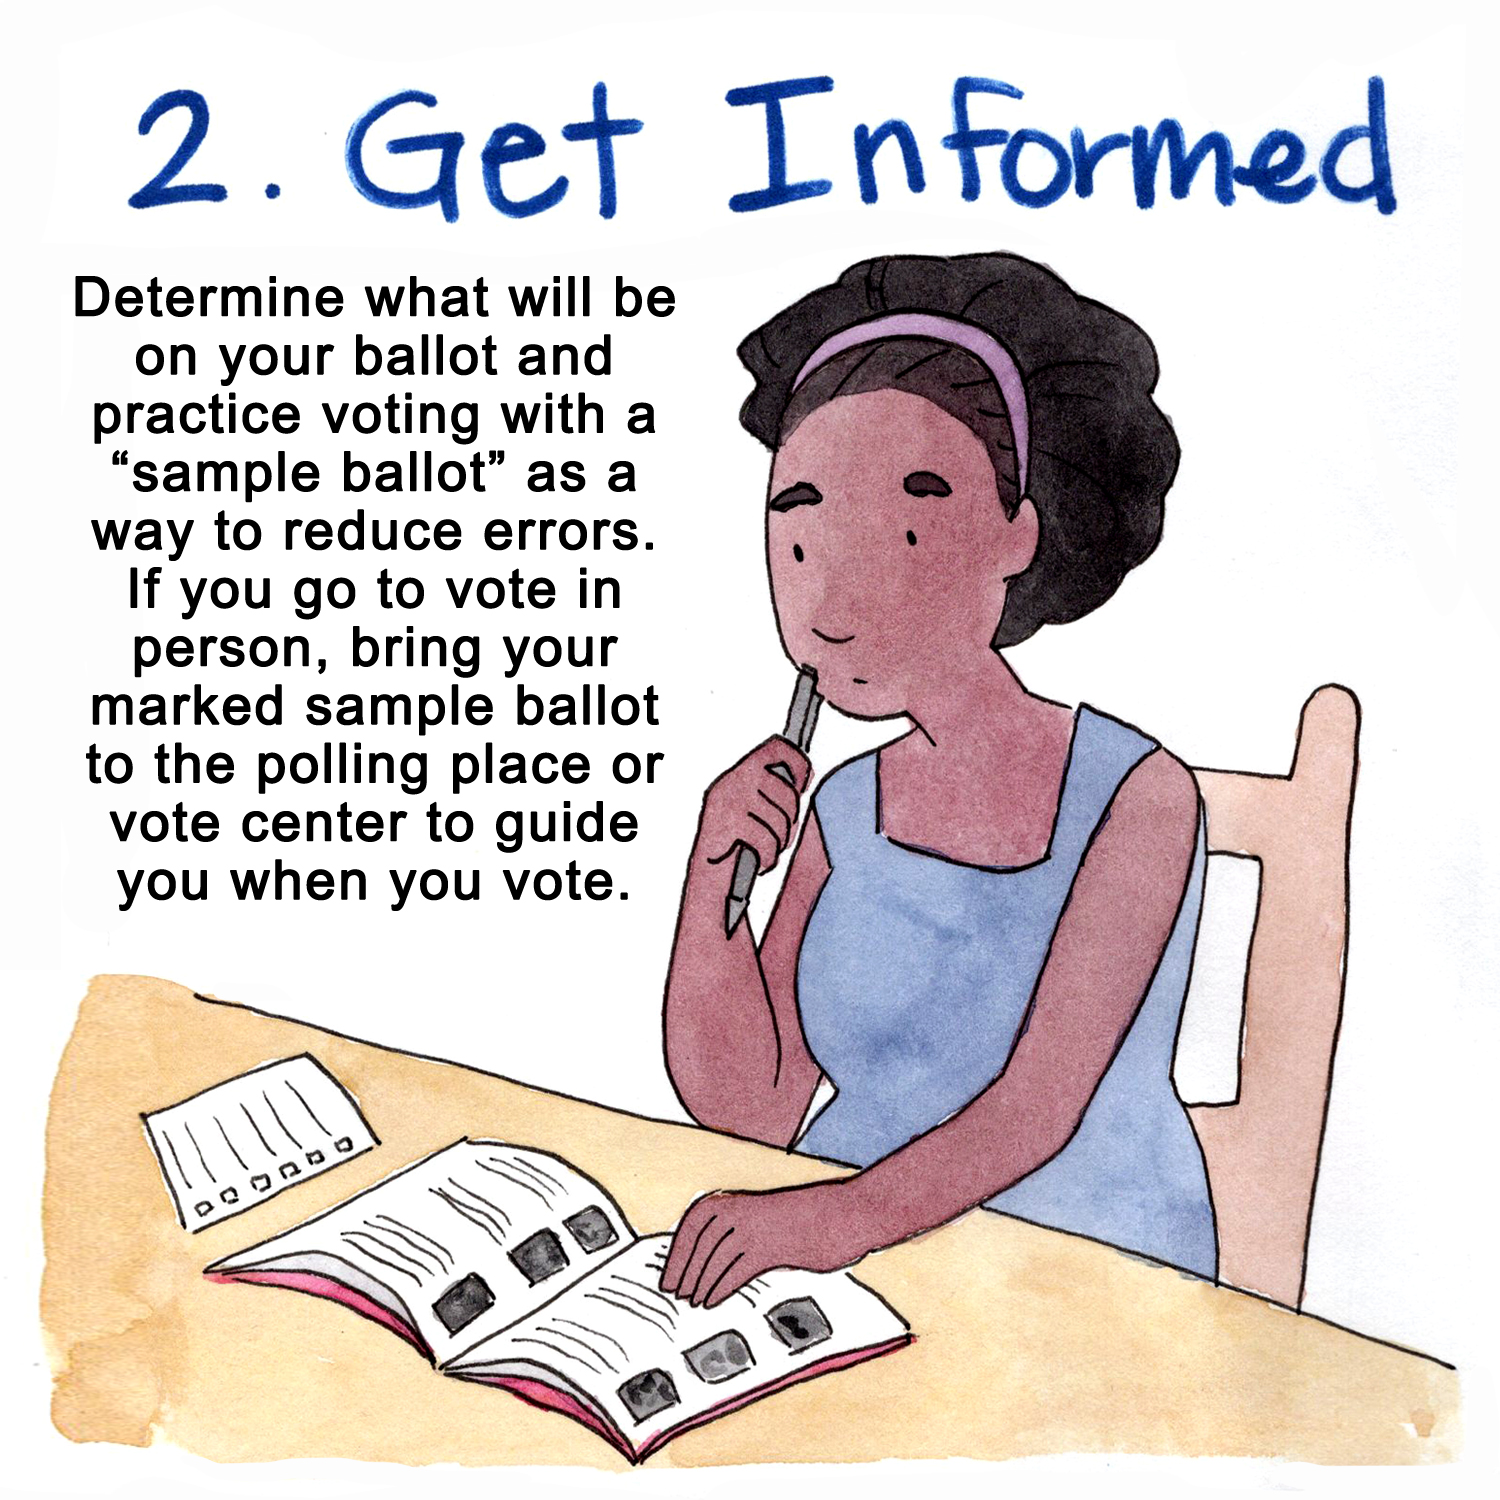 2. Get Informed
Determine what will be
on your ballot and
practice voting with a
“sample ballot” as a
way to reduce errors.
If you go to vote in
person, bring your
marked sample ballot
to the polling place or
vote center to guide
you when you vote.